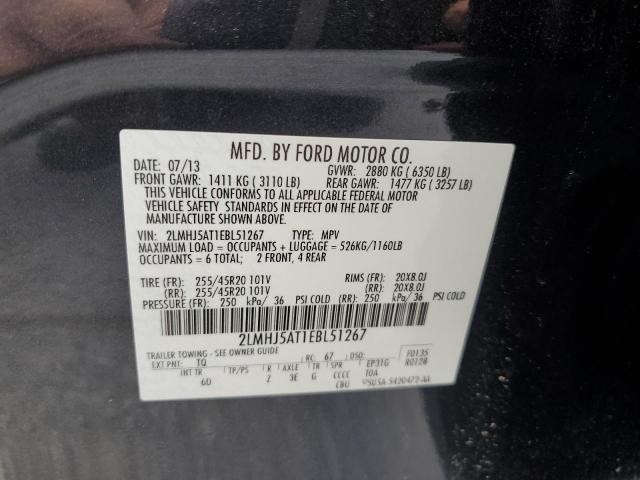 MFD. BY FORD MOTOR CO.
DATE: 07/13 GVWR: 2880 KG ( 6350 LB)
FRONT GAWR: 1411 KG ( 3110 LB) REAR GAWR: 1477 KG ( 3257 LB)
THIS VEHICLE CONFORMS TO ALL APPLICABLE FEDERAL MOTOR
VEHICLE SAFETY STANDARDS IN EFFECT ON THE DATE OF
MANUFACTURE SHOWN ABOVE.
VIN: 2LMHJ5AT1EBL51267 TYPE: MPV
MAXIMUM LOAD = OCCUPANTS + LUGGAGE = 526KG/1160LB
OCCUPANTS = 6 TOTAL; 2 FRONT, 4 REAR
TIRE (FR): 255/45R20 101V RIMS (FR): 20X8.0J
(RR): 255/45R20 101V (RR): 20X8.0J
PRESSURE (FR): 250 kPa/ 36 PSI COLD (RR): 250 kPa/ 36 PSI COLD
2LMHJ5AT1EBL51267
TRAILER TOWING - SEE OWNER GUIDE
EXT PNT: TQ RC: 67 DSO: F0135
R0128
INT TR TP/PS R AXLE TR SPR EP31G
6D 2 3E G CCCC T0A
CBU